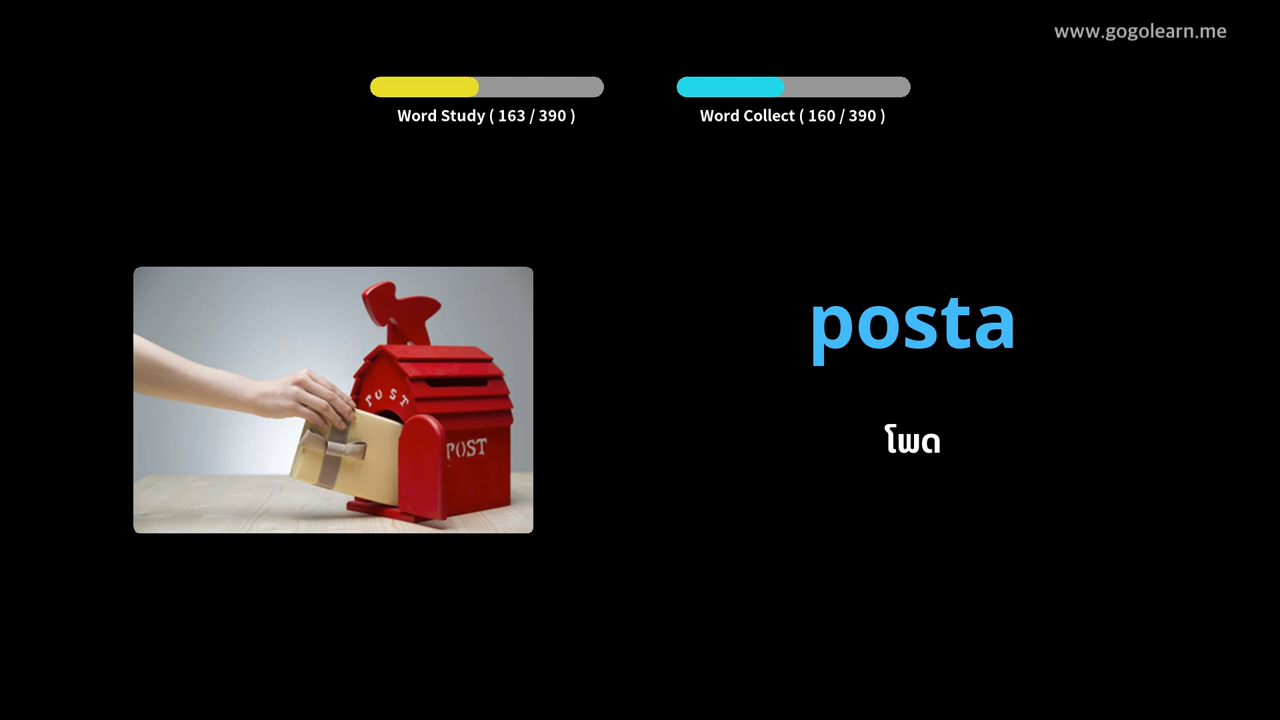 www.gogolearn.me
Word Study ( 163 / 390 )
Word Collect ( 160 / 390 )
posta
โพด
POST
POST